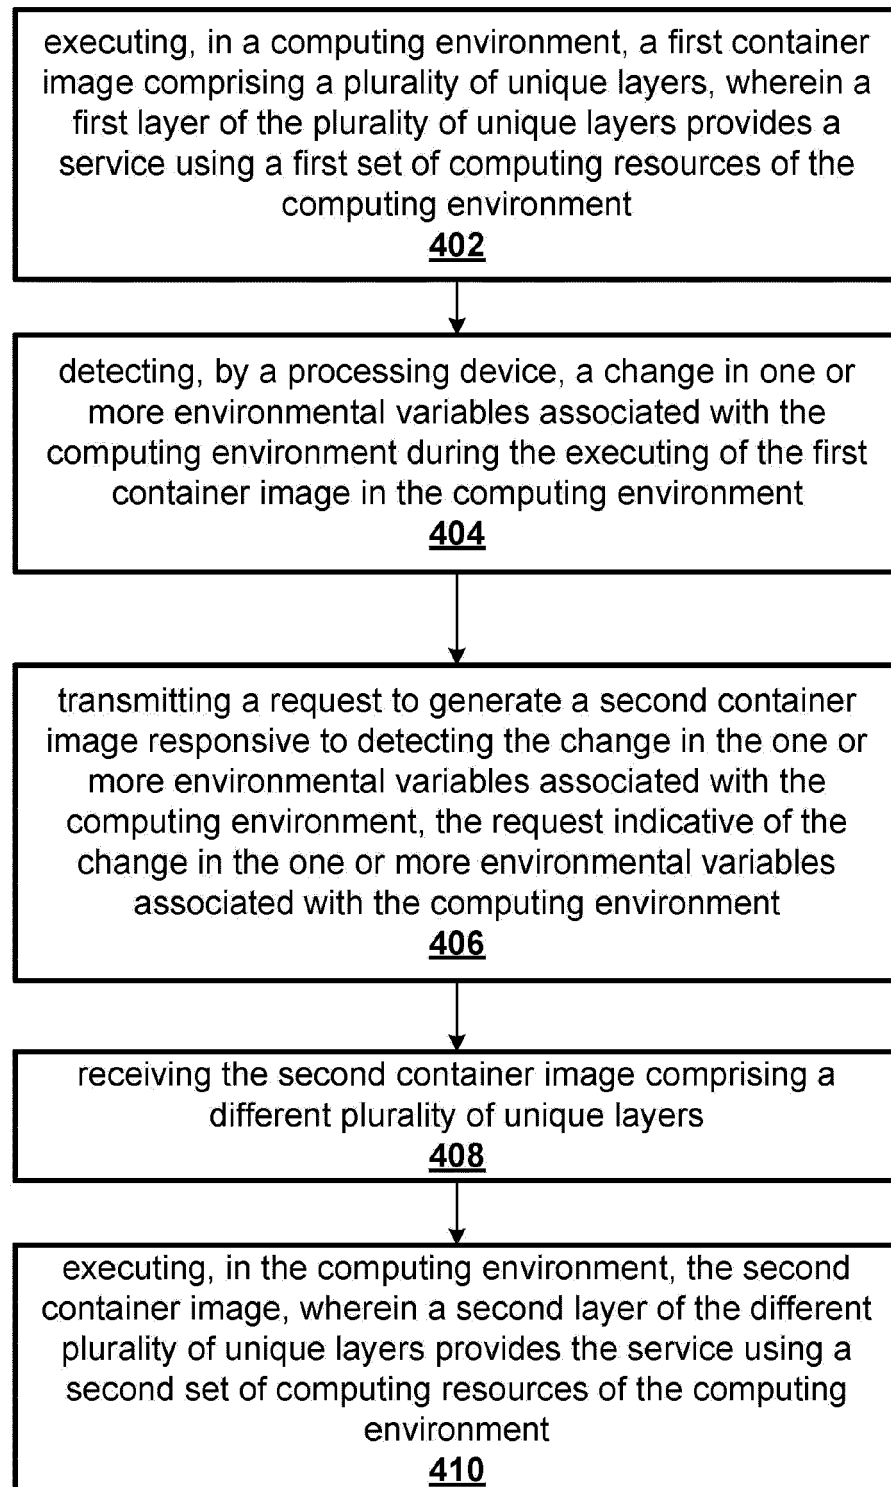 executing, in a computing environment, a first container
image comprising a plurality of unique layers, wherein a
first layer of the plurality of unique layers provides a
service using a first set of computing resources of the
computing environment
402
detecting, by a processing device, a change in one or
more environmental variables associated with the
computing environment during the executing of the first
container image in the computing environment
404
transmitting a request to generate a second container
image responsive to detecting the change in the one or
more environmental variables associated with the
computing environment, the request indicative of the
change in the one or more environmental variables
associated with the computing environment
406
receiving the second container image comprising a
different plurality of unique layers
408
executing, in the computing environment, the second
container image, wherein a second layer of the different
plurality of unique layers provides the service using a
second set of computing resources of the computing
environment
410